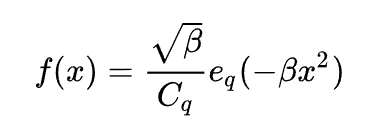 f(x) = \frac{\sqrt{\beta}}{C_q} e_q(-\beta x^2)